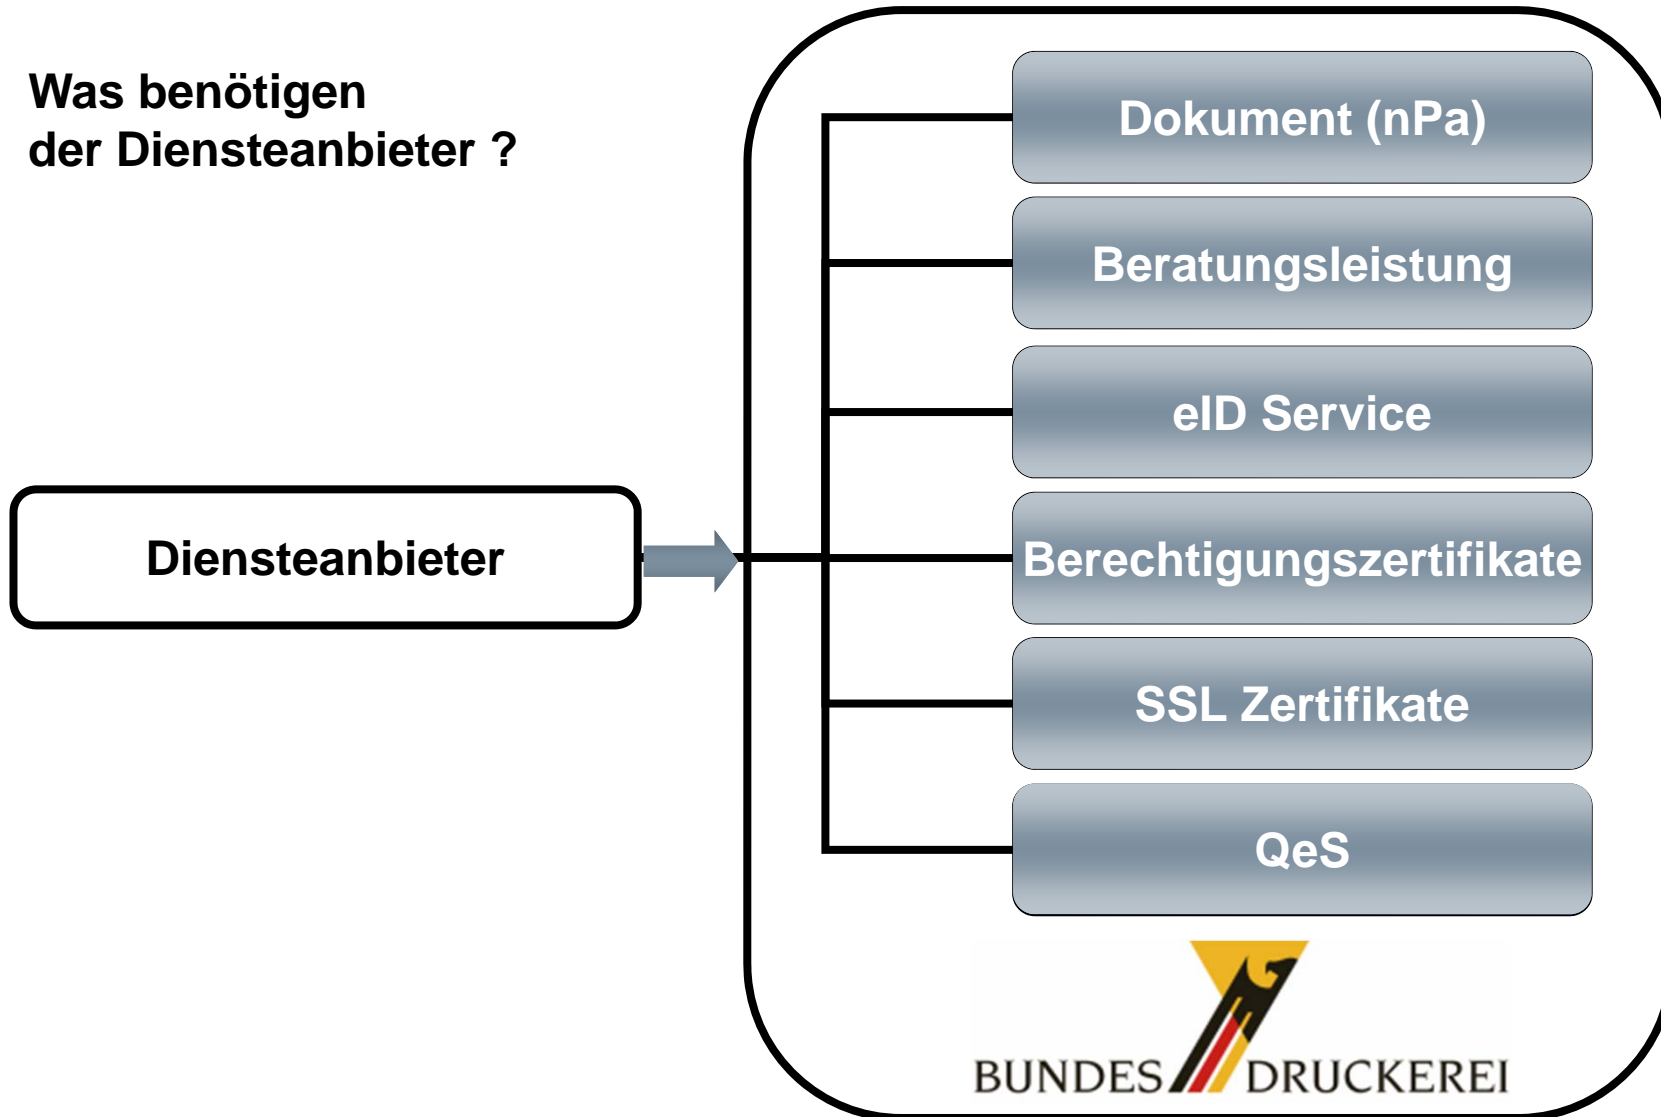 Was benötigen
der Diensteanbieter ?
Diensteanbieter
Dokument (nPa)
Beratungsleistung
eID Service
Berechtigungszertifikate
SSL Zertifikate
QeS
BUNDES DRUCKEREI